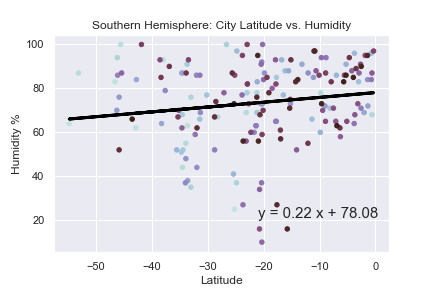 Southern Hemisphere: City Latitude vs. Humidity
100
80
60
40
20
Humidity %
y = 0.22 x + 78.08
−50
−40
−30
−20
−10
0
Latitude